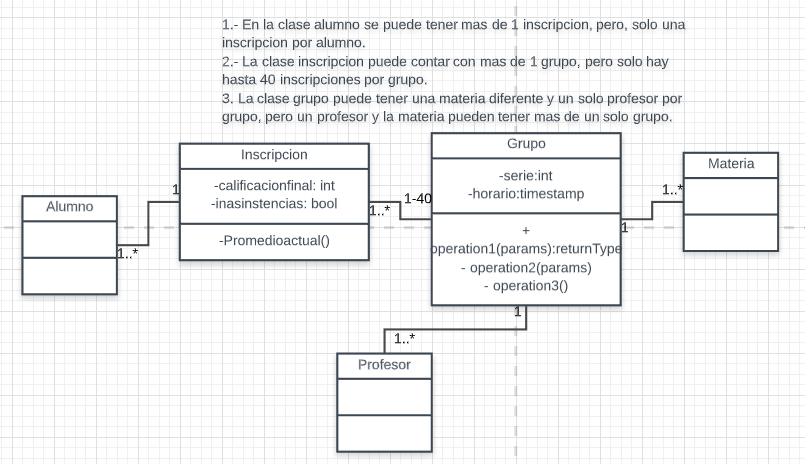 1.- En la clase alumno se puede tener mas de 1 inscripcion, pero, solo una
inscripcion por alumno.
2.- La clase inscripcion puede contar con mas de 1 grupo, pero solo hay
hasta 40 inscripciones por grupo.
3. La clase grupo puede tener una materia diferente y un solo profesor por
grupo, pero un profesor y la materia pueden tener mas de un solo grupo.
Alumno
1..*
1
Inscripcion
-calificacionfinal: int
-inasinstencias: bool
-Promedioactual()
1..*
1-40
Grupo
-serie:int
-horario:timestamp
+
operation1(params):returnType
- operation2(params)
- operation3()
1
1..*
Materia
1
1..*
Profesor